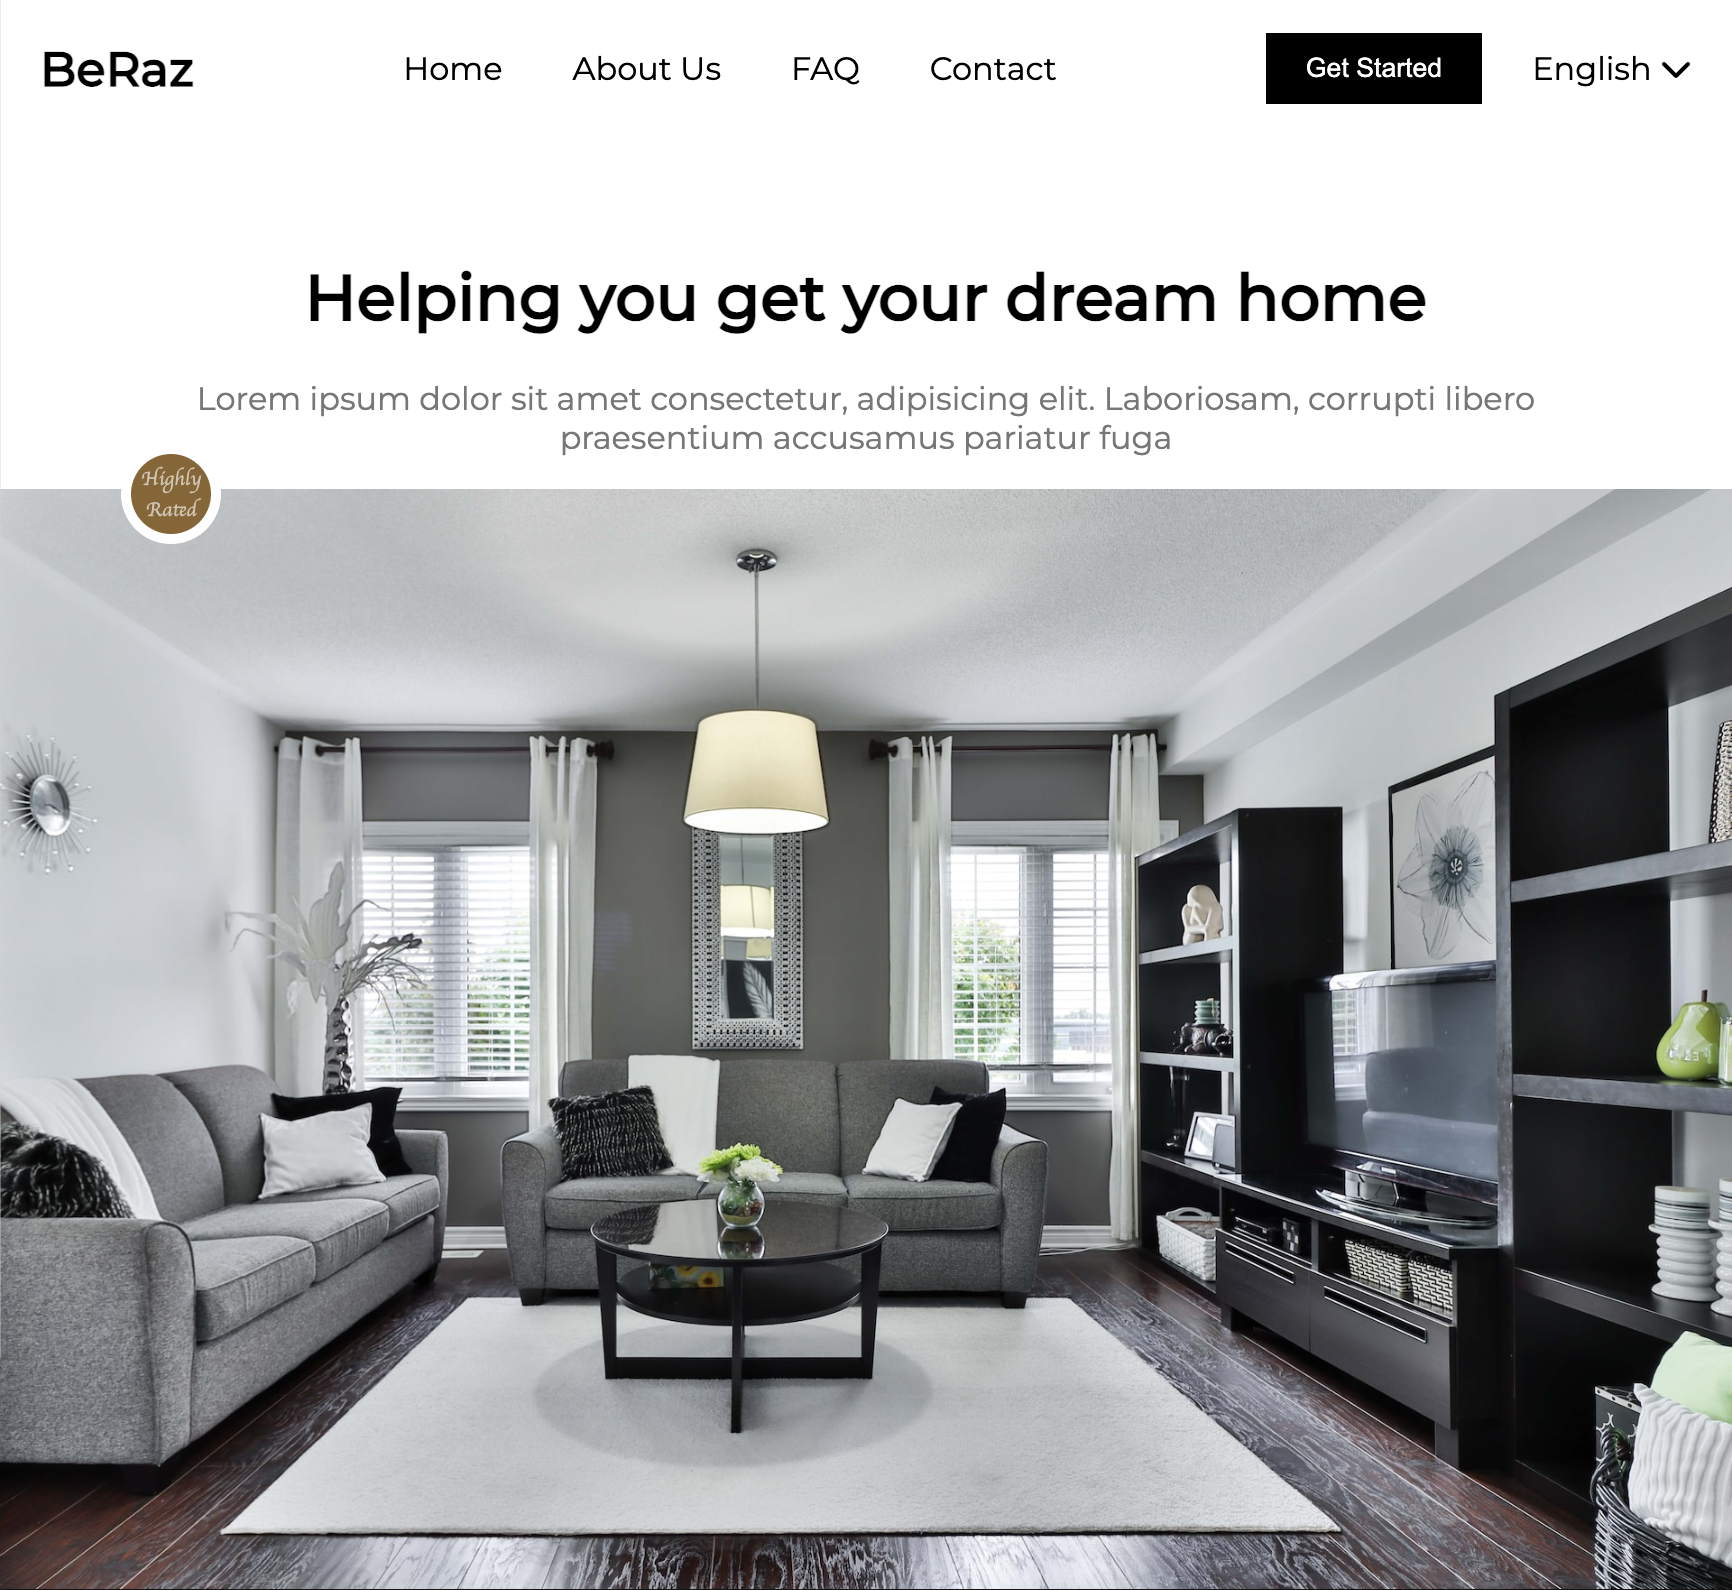 BeRaz
Home
About Us
FAQ
Contact
Get Started
English
Helping you get your dream home
Lorem ipsum dolor sit amet consectetur, adipisicing elit. Laboriosam, corrupti libero
praesentium accusamus pariatur fuga
Highly
Rated